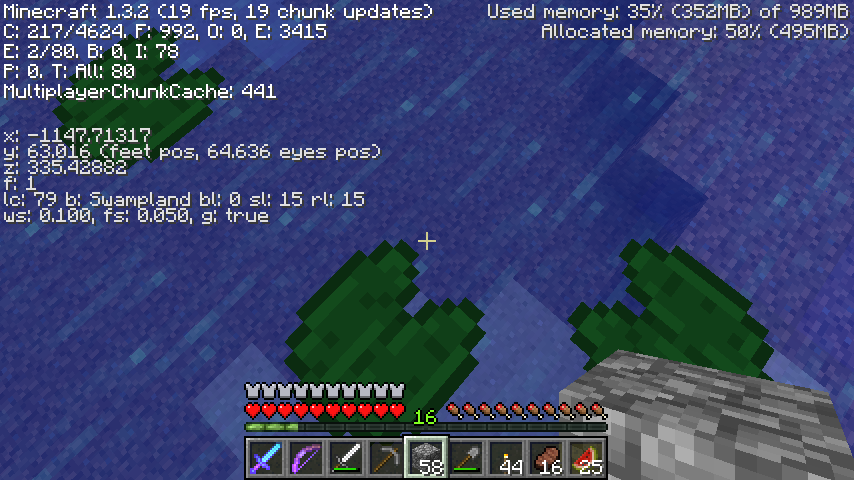 Minecraft 1.3.2 (19 fps, 19 chunk updates)
Used memory: 35% (352MB) of 989MB
C: 217/4624. F: 992, O: 0, E: 3415
Allocated memory: 50% (495MB)
E: 2/80. B: 0, I: 78
P: 0. T: All: 80
MultiplayerChunkCache: 441
x: -1147.71317
y: 63.016 (feet pos, 64.636 eyes pos)
z: 335.42882
f: 1
lc: 79 b: Swampland bl: 0 sl: 15 rl: 15
ws: 0.100, fs: 0.050, g: true
16
58 44 16 25